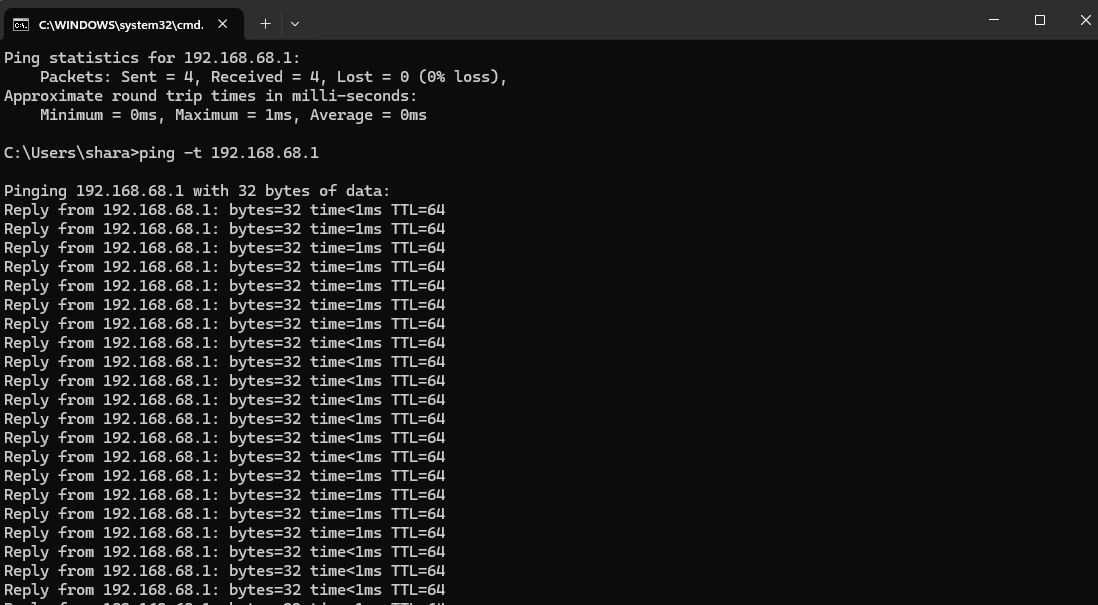 C:\WINDOWS\system32\cmd.
Ping statistics for 192.168.68.1:
    Packets: Sent = 4, Received = 4, Lost = 0 (0% loss),
Approximate round trip times in milli-seconds:
    Minimum = 0ms, Maximum = 1ms, Average = 0ms
C:\Users\shara>ping -t 192.168.68.1
Pinging 192.168.68.1 with 32 bytes of data:
Reply from 192.168.68.1: bytes=32 time<1ms TTL=64
Reply from 192.168.68.1: bytes=32 time=1ms TTL=64
Reply from 192.168.68.1: bytes=32 time=1ms TTL=64
Reply from 192.168.68.1: bytes=32 time=1ms TTL=64
Reply from 192.168.68.1: bytes=32 time=1ms TTL=64
Reply from 192.168.68.1: bytes=32 time=1ms TTL=64
Reply from 192.168.68.1: bytes=32 time=1ms TTL=64
Reply from 192.168.68.1: bytes=32 time<1ms TTL=64
Reply from 192.168.68.1: bytes=32 time<1ms TTL=64
Reply from 192.168.68.1: bytes=32 time<1ms TTL=64
Reply from 192.168.68.1: bytes=32 time<1ms TTL=64
Reply from 192.168.68.1: bytes=32 time=1ms TTL=64
Reply from 192.168.68.1: bytes=32 time<1ms TTL=64
Reply from 192.168.68.1: bytes=32 time<1ms TTL=64
Reply from 192.168.68.1: bytes=32 time=1ms TTL=64
Reply from 192.168.68.1: bytes=32 time=1ms TTL=64
Reply from 192.168.68.1: bytes=32 time=1ms TTL=64
Reply from 192.168.68.1: bytes=32 time=1ms TTL=64
Reply from 192.168.68.1: bytes=32 time=1ms TTL=64
Reply from 192.168.68.1: bytes=32 time<1ms TTL=64
Reply from 192.168.68.1: bytes=32 time=1ms TTL=64